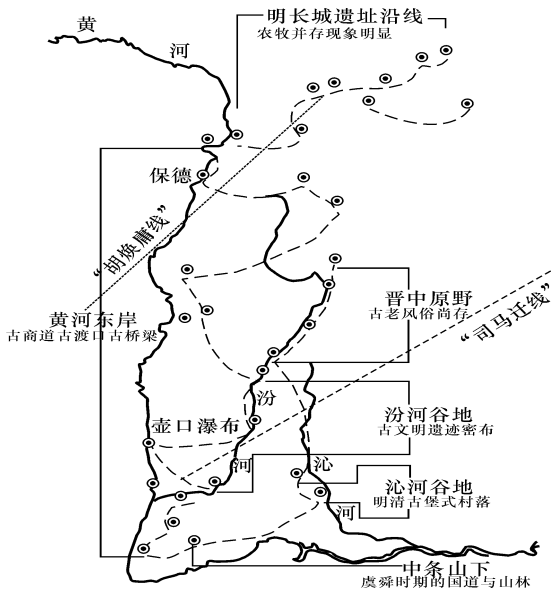 黄
河
明长城遗址沿线
农牧并存现象明显
保德
“胡焕庸线”
黄河东岸
古商道古渡口古桥梁
晋中原野
古老风俗尚存
“司马迁线”
汾
河
汾河谷地
古文明遗迹密布
壶口瀑布
沁
河
沁河谷地
明清古堡式村落
中条山下
虞舜时期的国道与山林